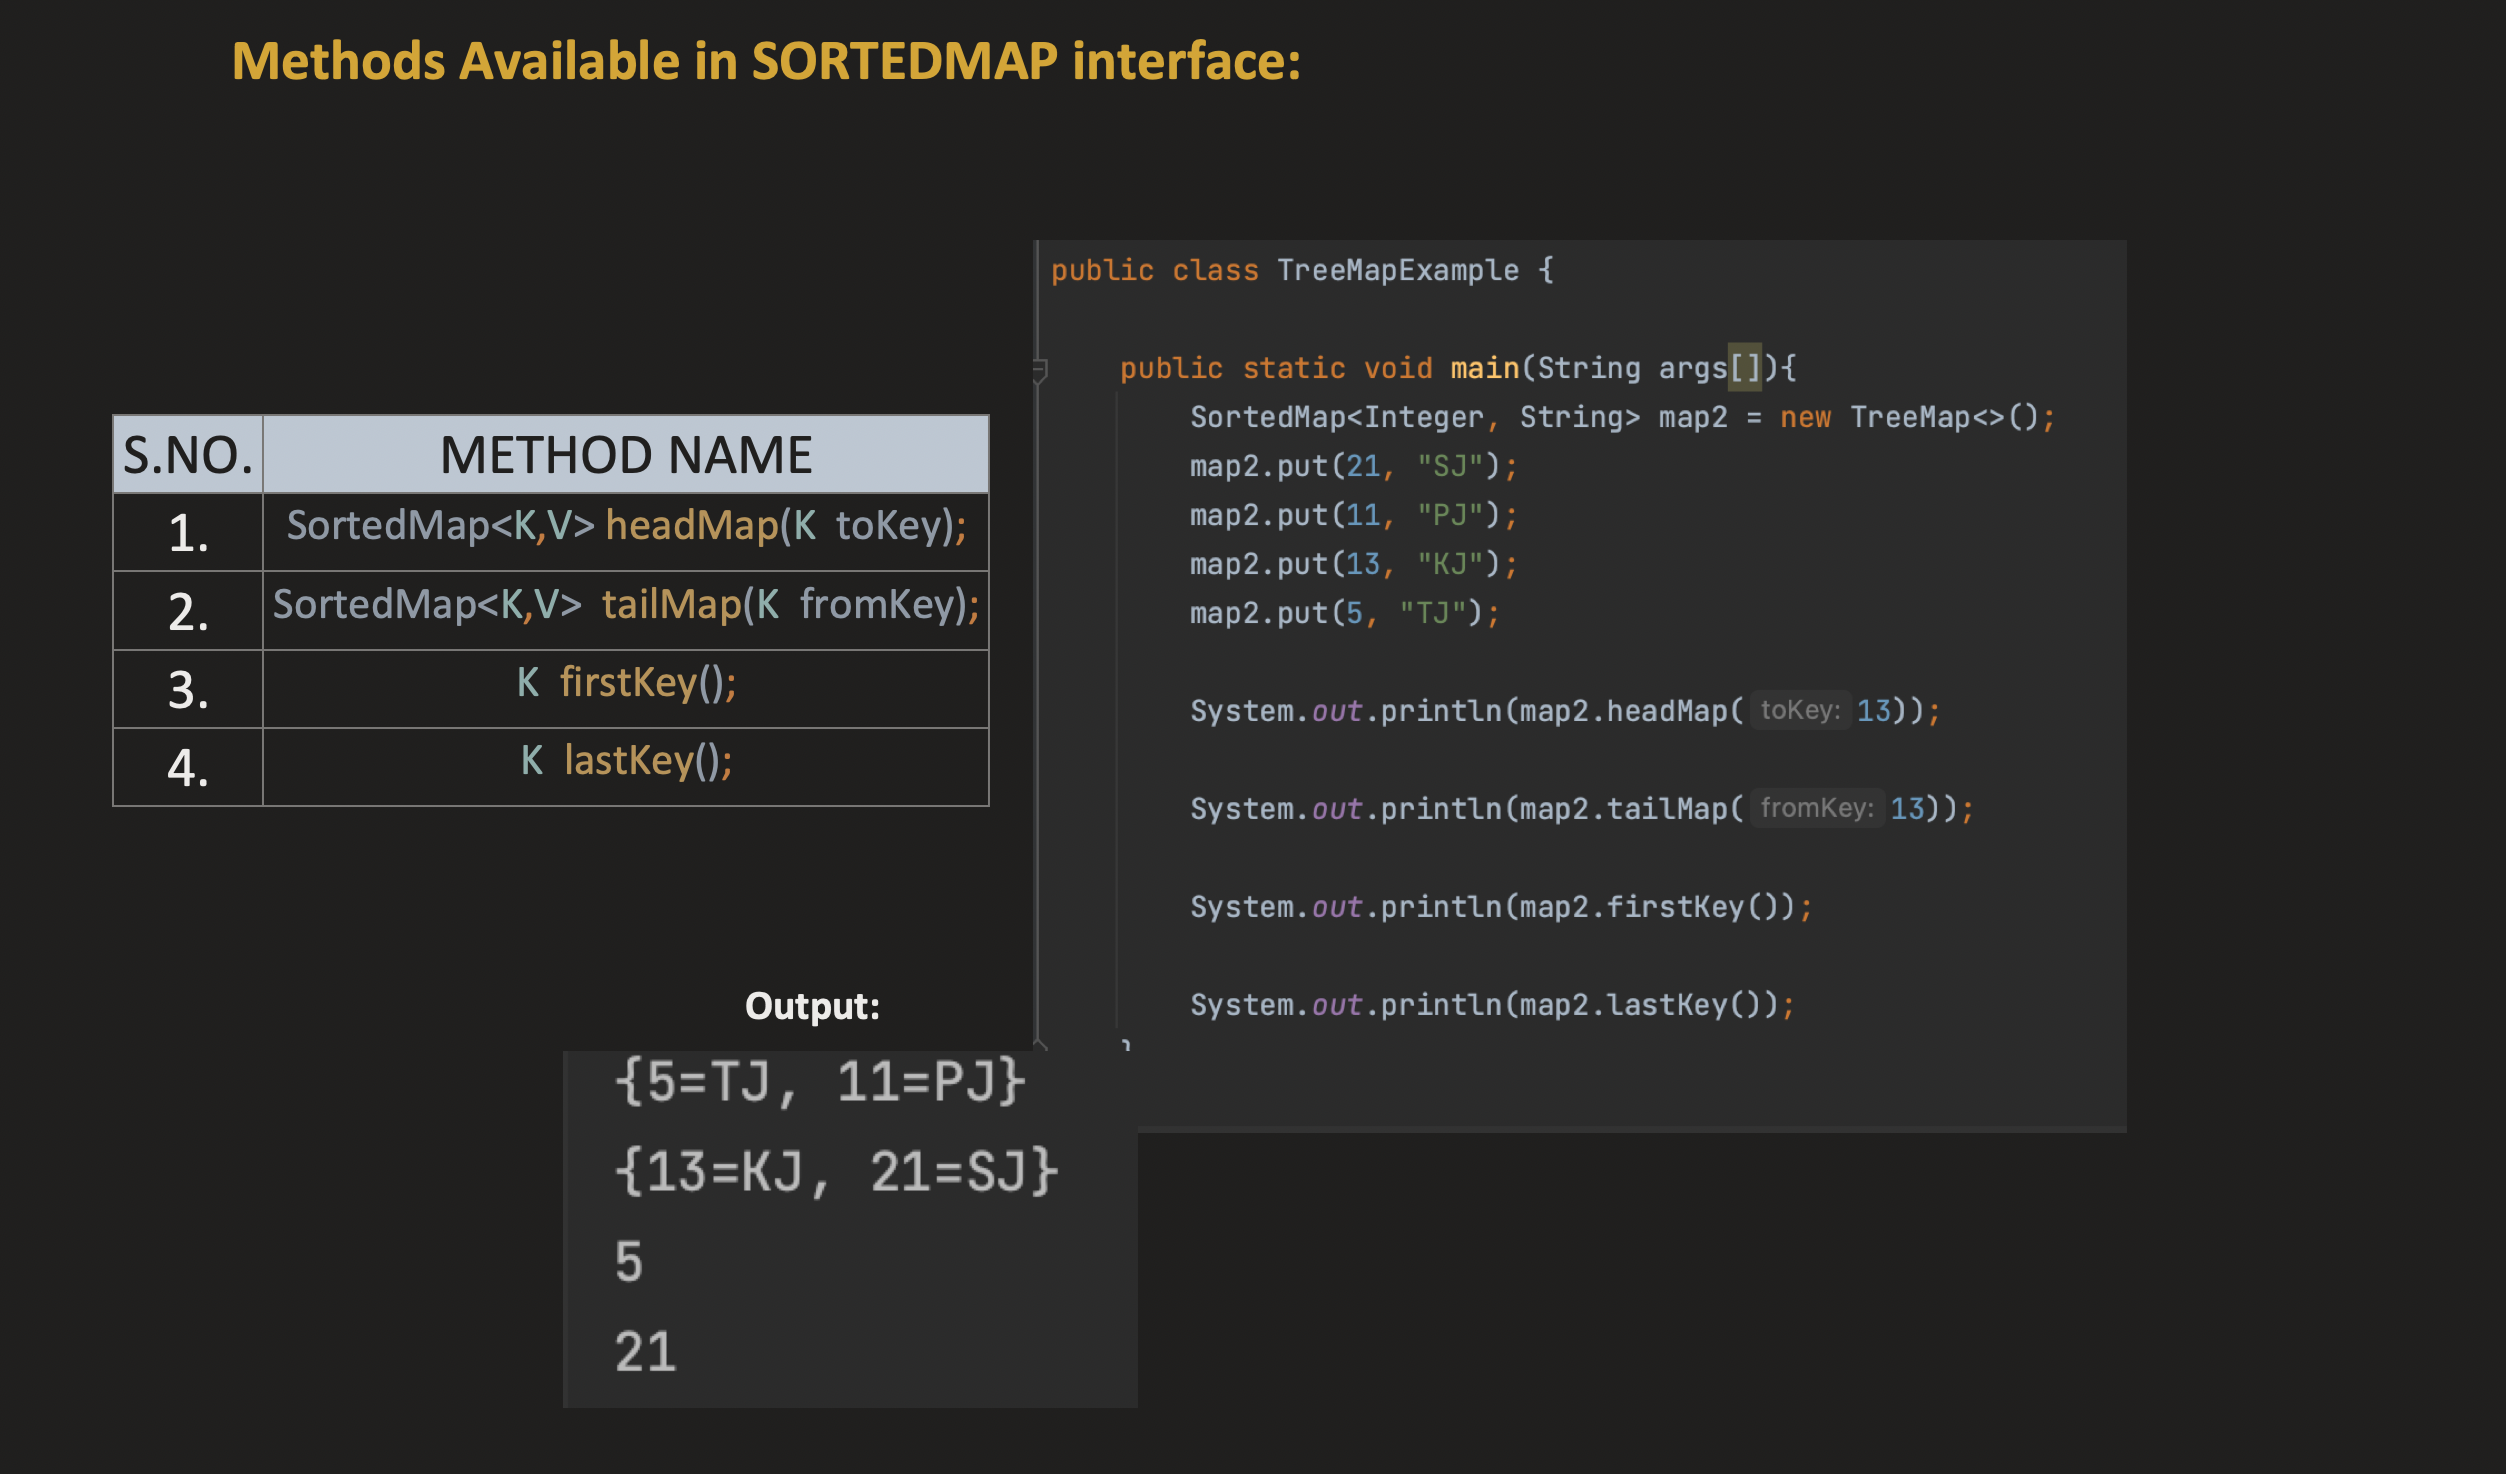 Methods Available in SORTEDMAP interface:
S.NO. METHOD NAME
1. SortedMap<K,V> headMap(K toKey);
2. SortedMap<K,V> tailMap(K fromKey);
3. K firstKey();
4. K lastKey();
public class TreeMapExample {
public static void main(String args[]){
SortedMap<Integer, String> map2 = new TreeMap<>();
map2.put(21, "SJ");
map2.put(11, "PJ");
map2.put(13, "KJ");
map2.put(5, "TJ");
System.out.println(map2.headMap( toKey: 13));
System.out.println(map2.tailMap( fromKey: 13));
System.out.println(map2.firstKey());
System.out.println(map2.lastKey());
}
Output:
{5=TJ, 11=PJ}
{13=KJ, 21=SJ}
5
21